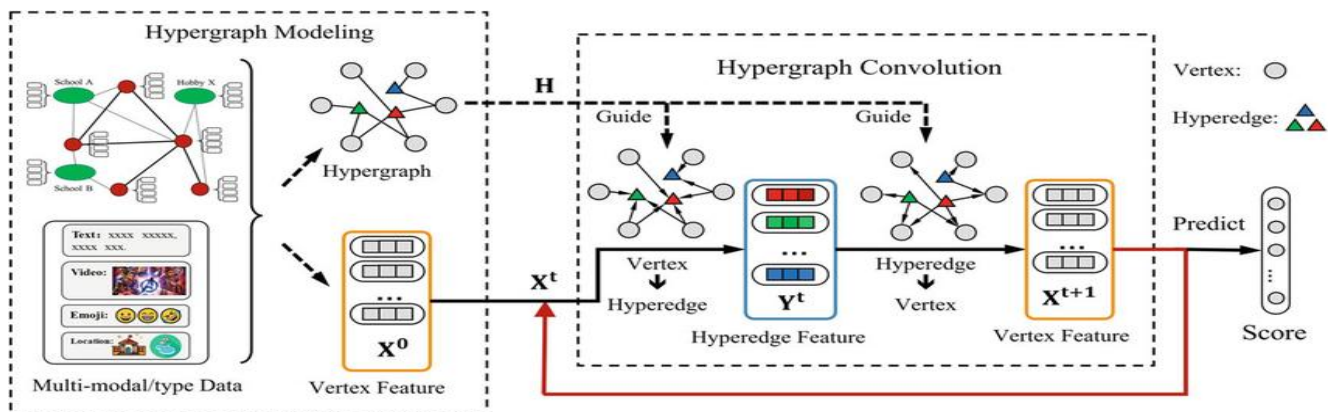 Hypergraph Modeling
School A
Hobby X
School B
Hypergraph
Text: xxxx xxxxx,
xxxx xxx.
Video:
Emoji:
Location:
Multi-modal/type Data
X⁰
Vertex Feature
H
Xᵗ
Hypergraph Convolution
Guide
Guide
Vertex
Hyperedge
Yᵗ
Hyperedge Feature
Hyperedge
Vertex
Xᵗ⁺¹
Vertex Feature
Vertex:
Hyperedge:
Predict
Score